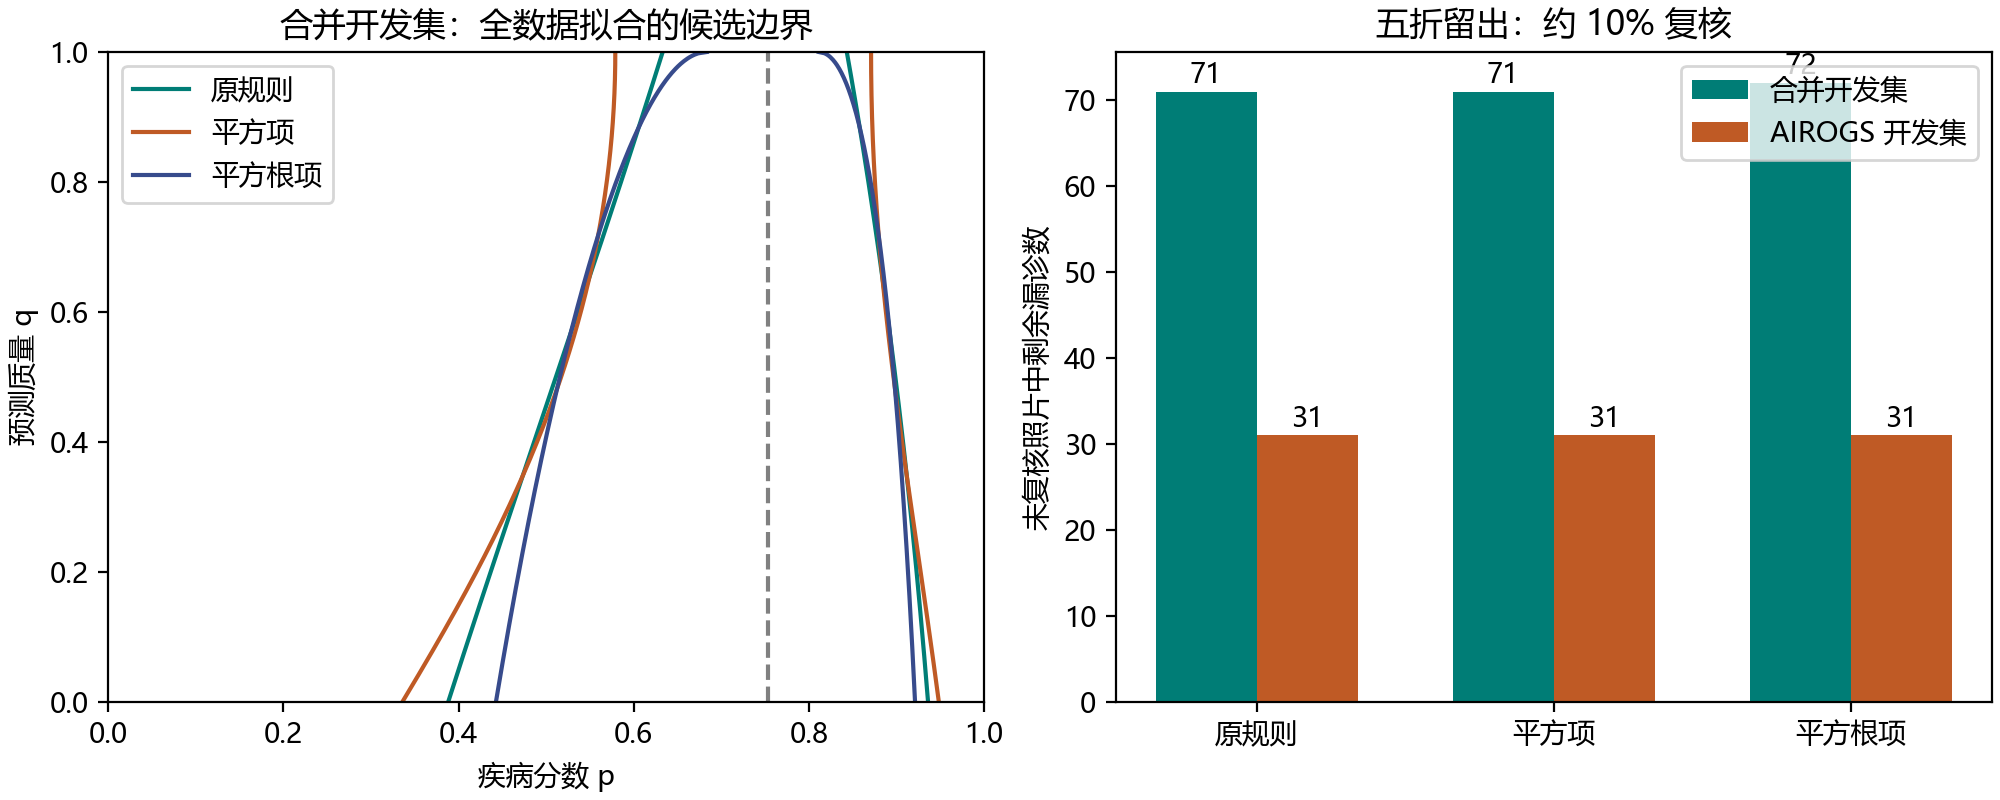 合并开发集：全数据拟合的候选边界
原规则
平方项
平方根项
预测质量 q
1.0
0.8
0.6
0.4
0.2
0.0
0.0 0.2 0.4 0.6 0.8 1.0
疾病分数 p
五折留出：约 10% 复核
合并开发集
AIROGS 开发集
未复核照片中剩余漏诊数
70
60
50
40
30
20
10
0
71 71 72
31 31 31
原规则 平方项 平方根项